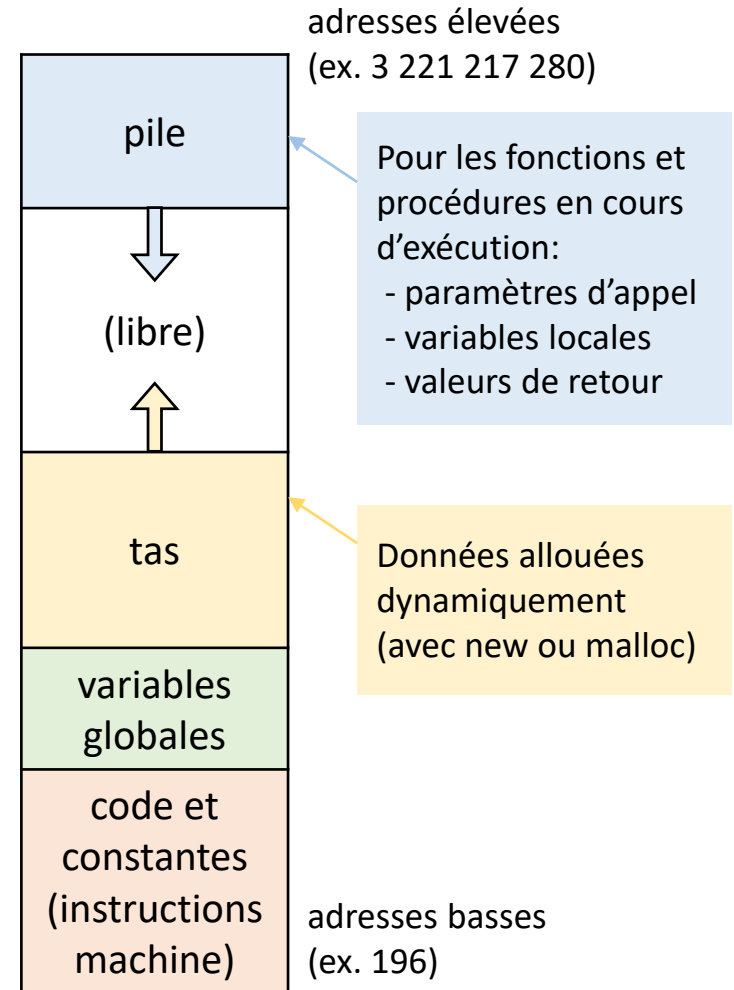 adresses élevées
(ex. 3 221 217 280)
pile
Pour les fonctions et
procédures en cours
d’exécution:
- paramètres d’appel
- variables locales
- valeurs de retour
(libre)
tas
Données allouées
dynamiquement
(avec new ou malloc)
variables
globales
code et
constantes
(instructions
machine)
adresses basses
(ex. 196)